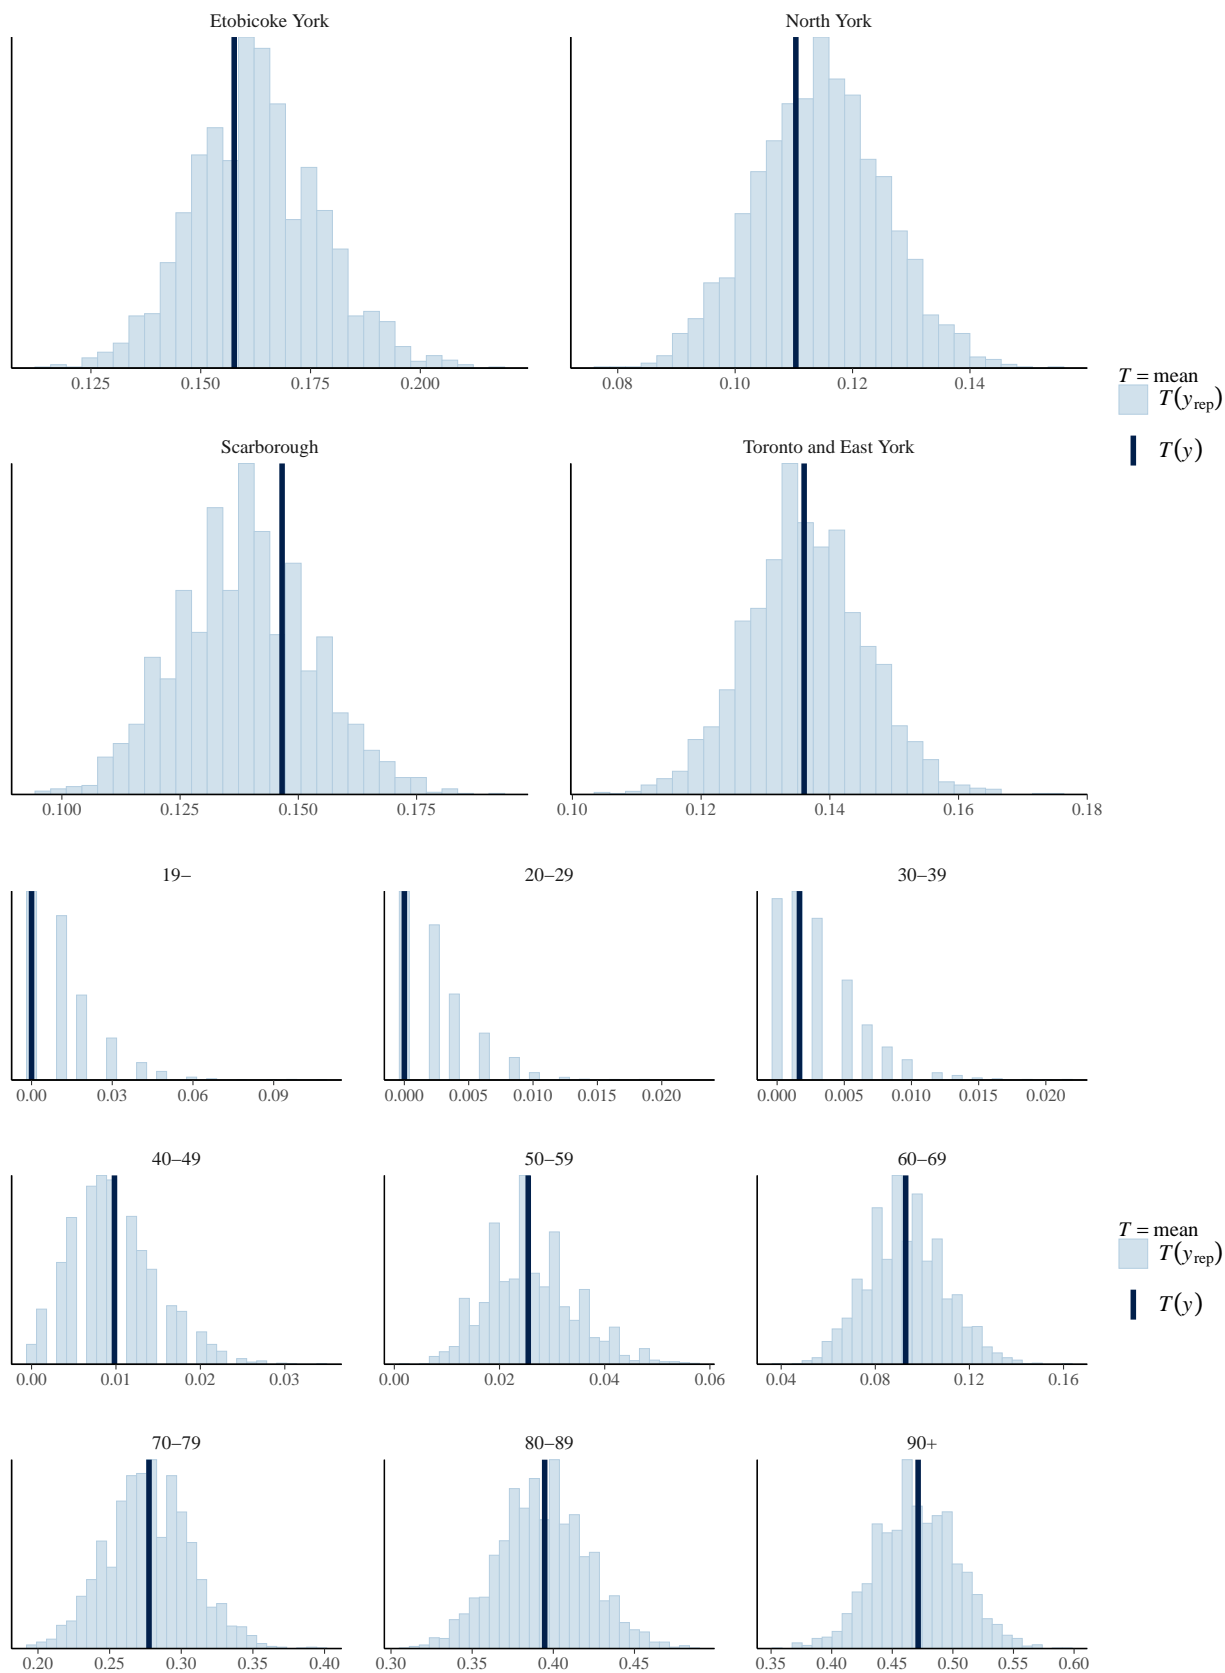 Etobicoke York
North York
0.125 0.150 0.175 0.200
0.08 0.10 0.12 0.14
T = mean
T(yrep)
T(y)
Scarborough
Toronto and East York
0.100 0.125 0.150 0.175
0.10 0.12 0.14 0.16 0.18
19–
20–29
30–39
0.00 0.03 0.06 0.09
0.000 0.005 0.010 0.015 0.020
0.000 0.005 0.010 0.015 0.020
40–49
50–59
60–69
0.00 0.01 0.02 0.03
0.00 0.02 0.04 0.06
0.04 0.08 0.12 0.16
T = mean
T(yrep)
T(y)
70–79
80–89
90+
0.20 0.25 0.30 0.35 0.40
0.30 0.35 0.40 0.45
0.35 0.40 0.45 0.50 0.55 0.60